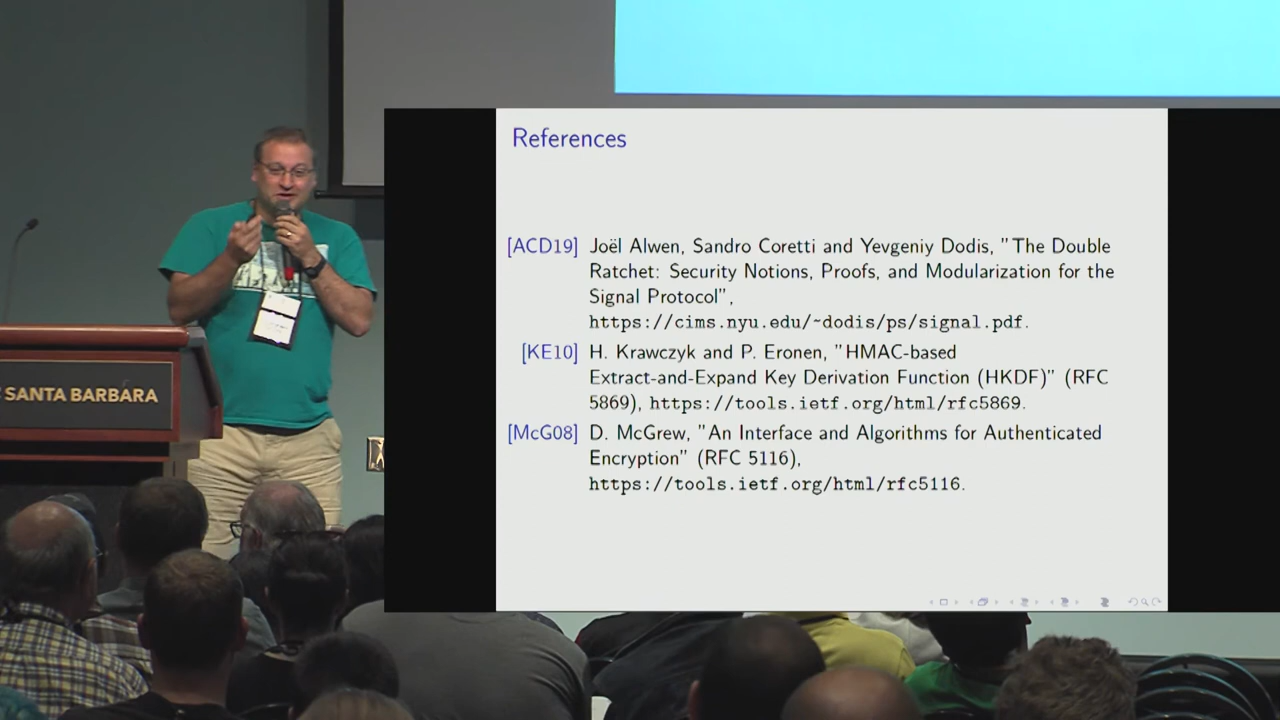 References
[ACD19] Joël Alwen, Sandro Coretti and Yevgeniy Dodis, "The Double
Ratchet: Security Notions, Proofs, and Modularization for the
Signal Protocol",
https://cims.nyu.edu/~dodis/ps/signal.pdf.
[KE10] H. Krawczyk and P. Eronen, "HMAC-based
Extract-and-Expand Key Derivation Function (HKDF)" (RFC
5869), https://tools.ietf.org/html/rfc5869.
[McG08] D. McGrew, "An Interface and Algorithms for Authenticated
Encryption" (RFC 5116),
https://tools.ietf.org/html/rfc5116.
SANTA BARBARA